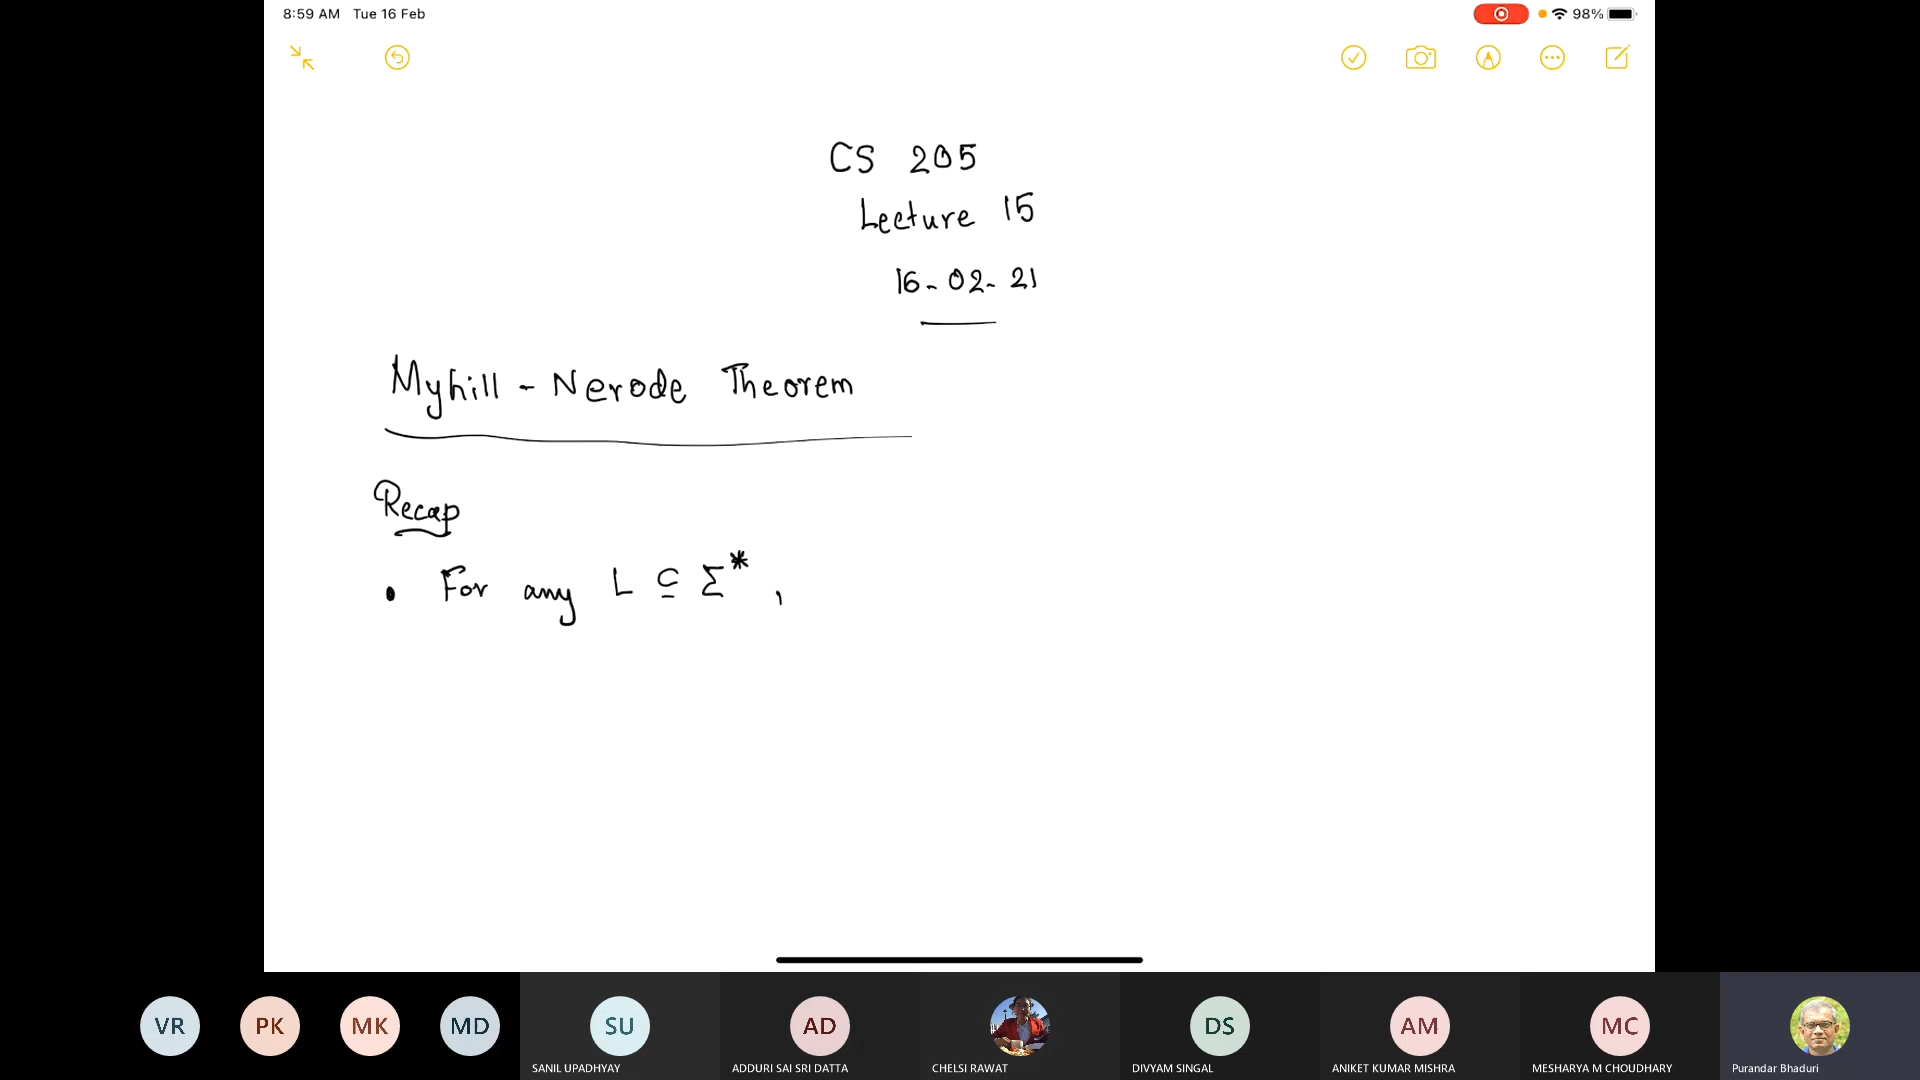 8:59 AM Tue 16 Feb
98%
CS 205
Lecture 15
16-02-21
Myhill-Nerode Theorem
Recap
• For any L ⊆ Σ*,
VR PK MK MD SU AD DS AM MC
SANIL UPADHYAY ADDURI SAI SRI DATTA CHELSI RAWAT DIVYAM SINGAL ANIKET KUMAR MISHRA MESHARYA M CHOUDHARY Purandar Bhaduri